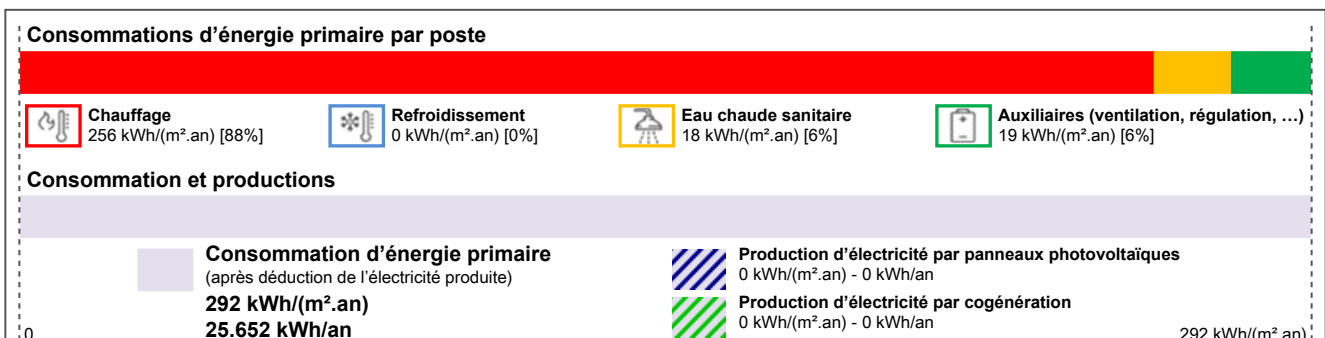 Consommations d’énergie primaire par poste
Chauffage
256 kWh/(m².an) [88%]
Refroidissement
0 kWh/(m².an) [0%]
Eau chaude sanitaire
18 kWh/(m².an) [6%]
Auxiliaires (ventilation, régulation, …)
19 kWh/(m².an) [6%]
Consommation et productions
Consommation d’énergie primaire
(après déduction de l’électricité produite)
292 kWh/(m².an)
25.652 kWh/an
Production d’électricité par panneaux photovoltaïques
0 kWh/(m².an) - 0 kWh/an
Production d’électricité par cogénération
0 kWh/(m².an) - 0 kWh/an
0
292 kWh/(m².an)